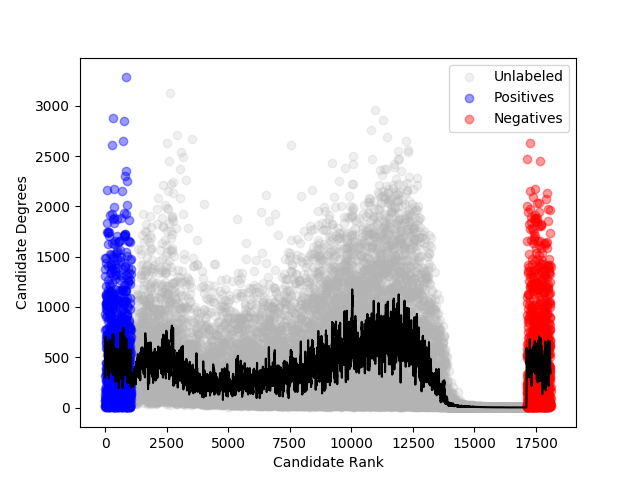 Unlabeled
Positives
Negatives
3000
2500
2000
1500
1000
500
0
Candidate Degrees
0 2500 5000 7500 10000 12500 15000 17500
Candidate Rank